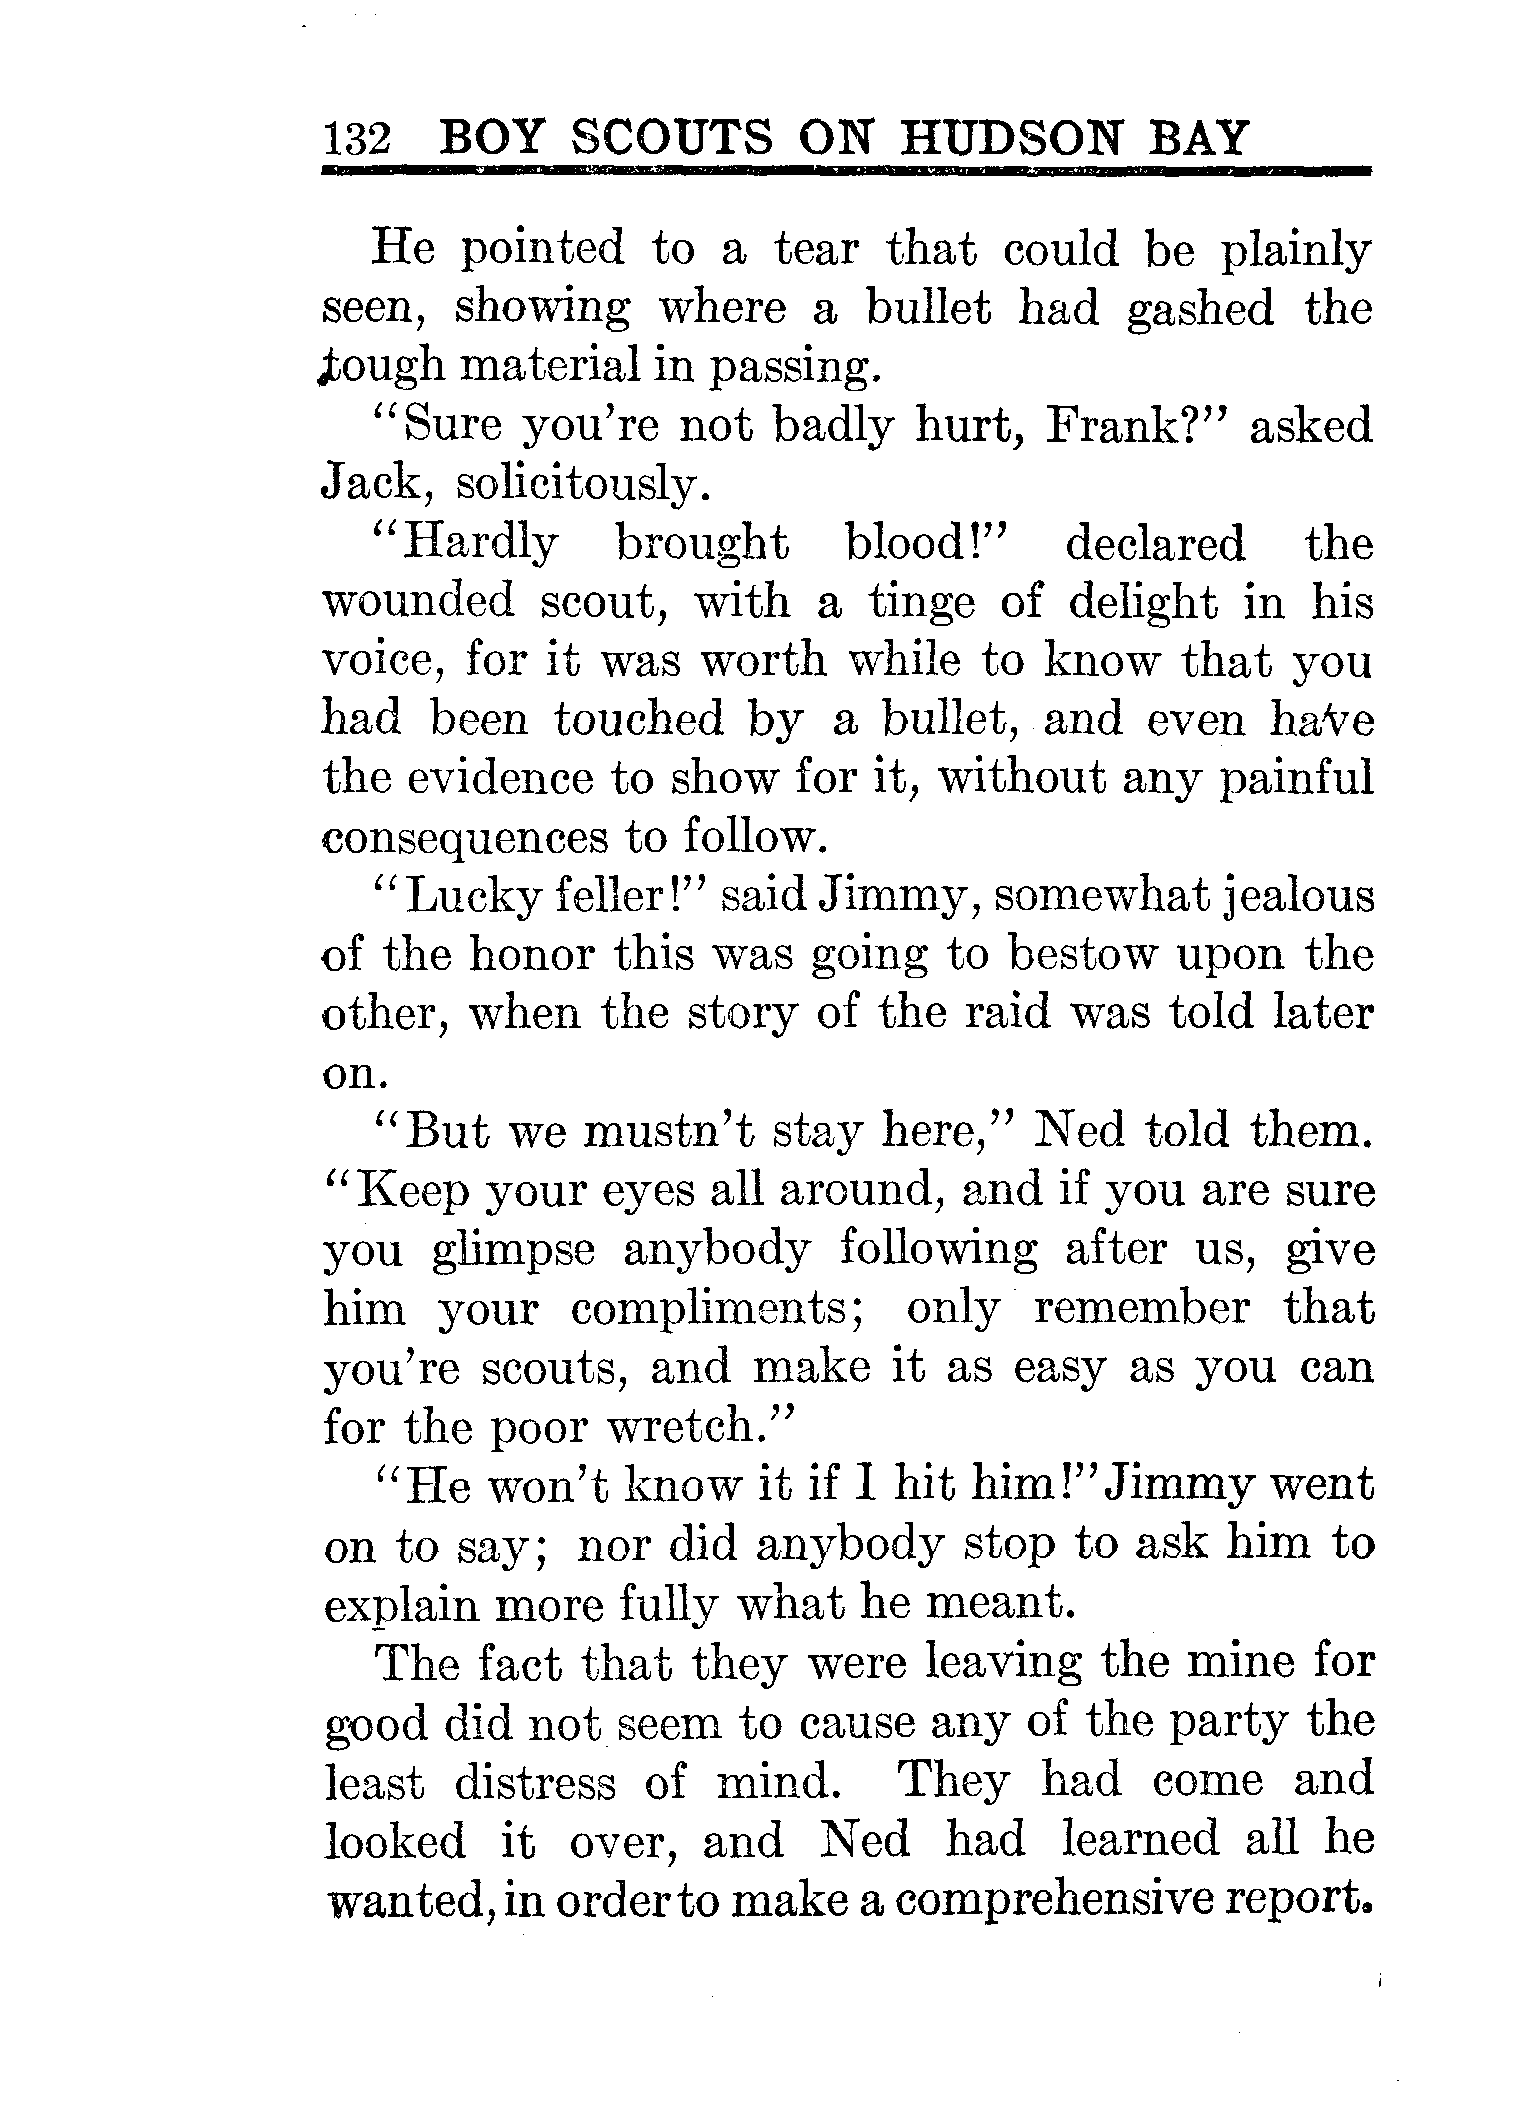 132 BOY SCOUTS ON HUDSON BAY
He pointed to a tear that could be plainly
seen, showing where a bullet had gashed the
tough material in passing.
“Sure you're not badly hurt, Frank?” asked
Jack, solicitously.
“Hardly brought blood!” declared the
wounded scout, with a tinge of delight in his
voice, for it was worth while to know that you
had been touched by a bullet, and even have
the evidence to show for it, without any painful
consequences to follow.
“Lucky feller!” said Jimmy, somewhat jealous
of the honor this was going to bestow upon the
other, when the story of the raid was told later
on.
“But we mustn't stay here,” Ned told them.
“Keep your eyes all around, and if you are sure
you glimpse anybody following after us, give
him your compliments; only remember that
you're scouts, and make it as easy as you can
for the poor wretch.”
“He won't know it if I hit him!” Jimmy went
on to say; nor did anybody stop to ask him to
explain more fully what he meant.
The fact that they were leaving the mine for
good did not seem to cause any of the party the
least distress of mind. They had come and
looked it over, and Ned had learned all he
wanted, in order to make a comprehensive report.